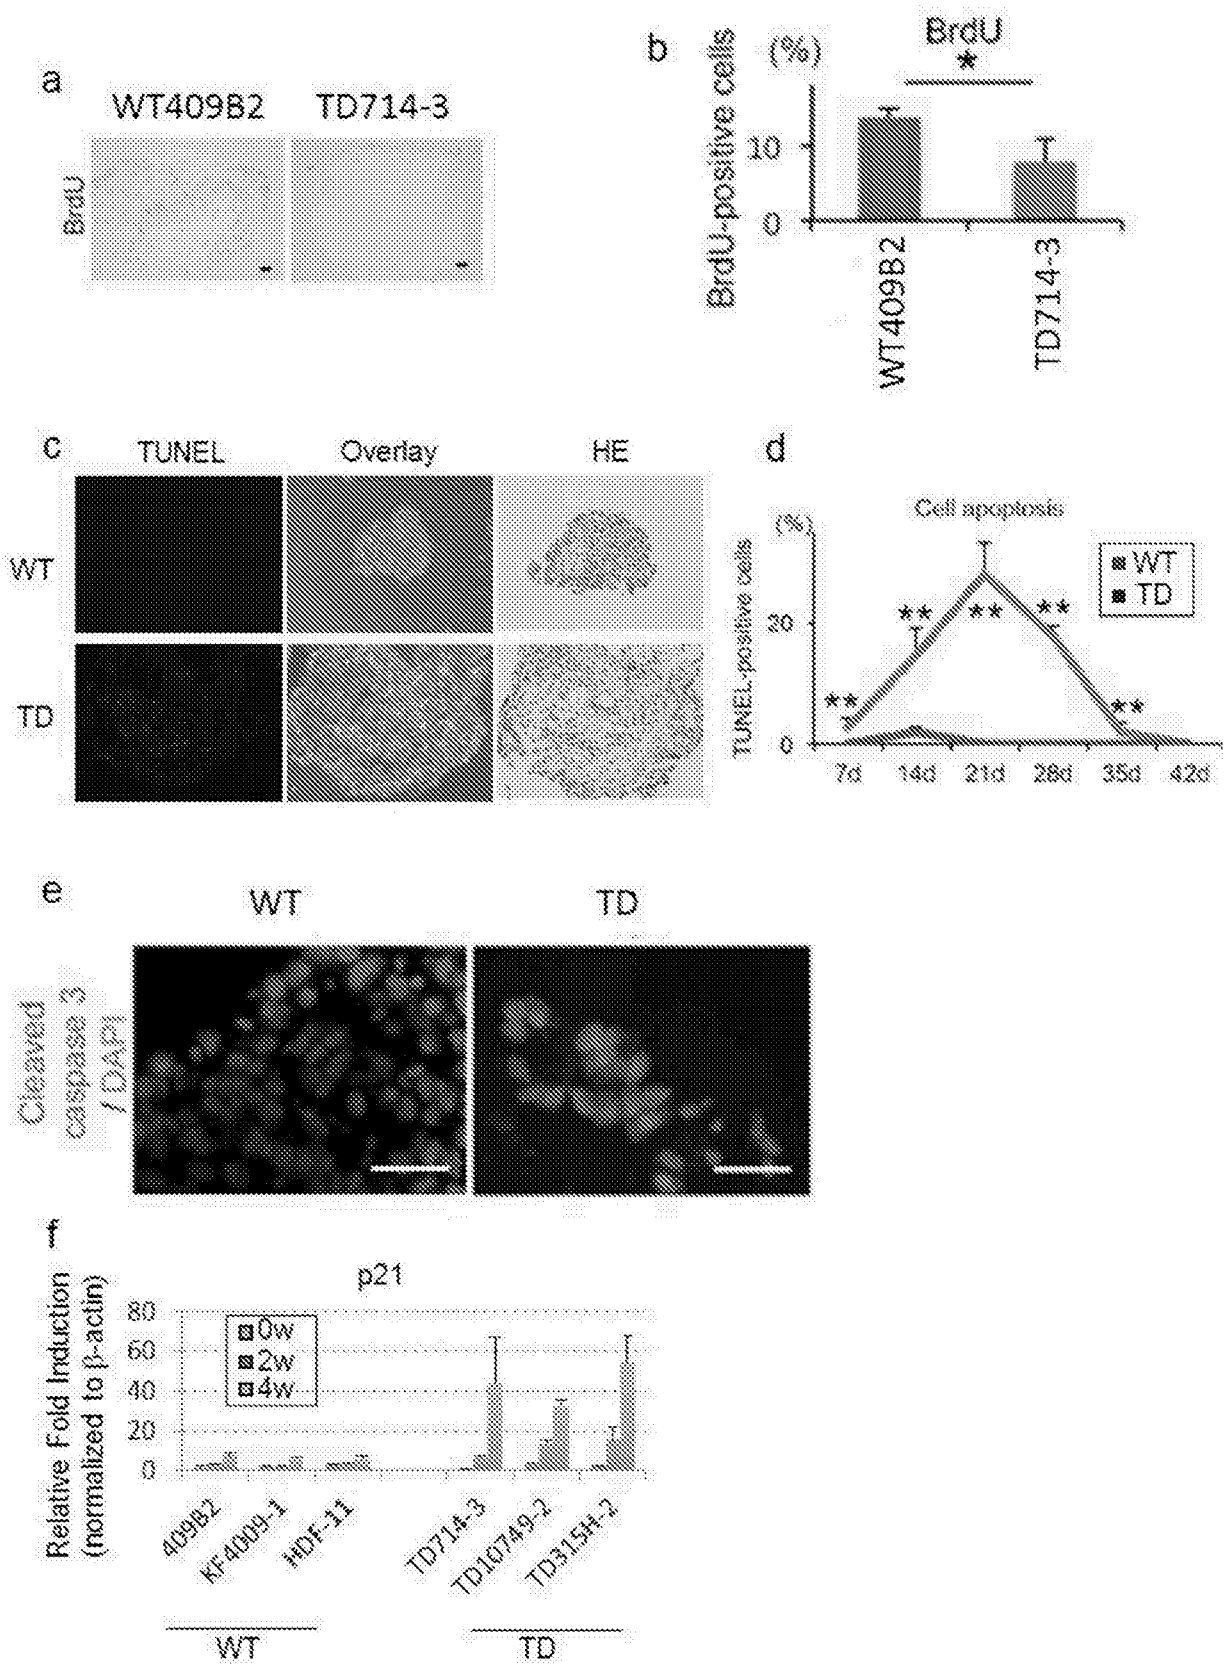 a
WT409B2 TD714-3
BrdU
b
BrdU-positive cells
(%)
BrdU
*
10
0
WT409B2
TD714-3
c
TUNEL Overlay HE
WT
TD
d
Cell apoptosis
(%)
TUNEL-positive cells
20
0
** ** ** ** **
7d 14d 21d 28d 35d 42d
WT
TD
e
WT TD
Cleaved
caspase 3
/ DAPI
f
p21
Relative Fold Induction
(normalized to β-actin)
80
60
40
20
0
0w
2w
4w
409B2 KF4009-1 HDF-11 TD714-3 TD10749-2 TD315H-2
WT TD